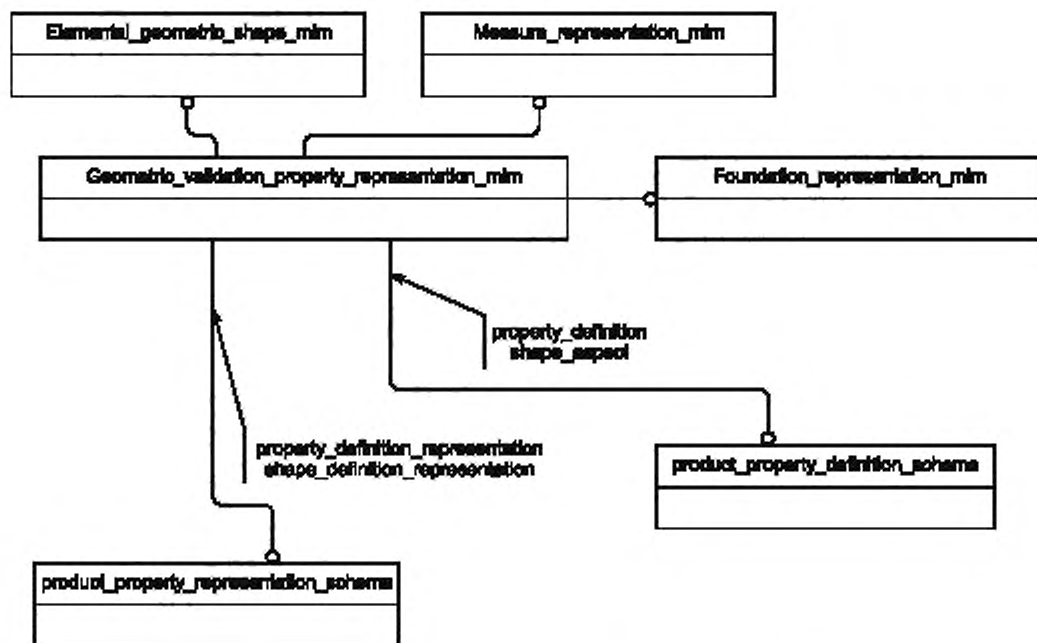 Elemental_geometric_shape_mim
Measure_representation_mim
Geometric_validation_property_representation_mim
Foundation_representation_mim
property_definition
shape_aspect
property_definition_representation
shape_definition_representation
product_property_definition_schema
product_property_representation_schema